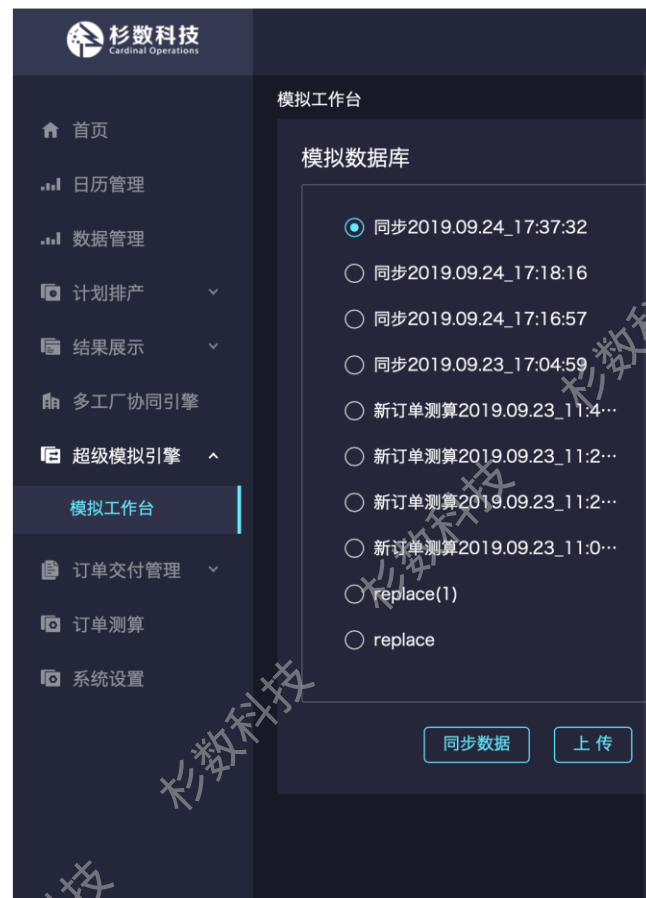 杉数科技
Cardinal Operations
首页
日历管理
数据管理
计划排产
结果展示
多工厂协同引擎
超级模拟引擎
模拟工作台
订单交付管理
订单测算
系统设置
模拟工作台
模拟数据库
同步2019.09.24_17:37:32
同步2019.09.24_17:18:16
同步2019.09.24_17:16:57
同步2019.09.23_17:04:59
新订单测算2019.09.23_11:4…
新订单测算2019.09.23_11:2…
新订单测算2019.09.23_11:2…
新订单测算2019.09.23_11:0…
replace(1)
replace
同步数据
上 传
杉数科
杉数科技
杉数科技
科技